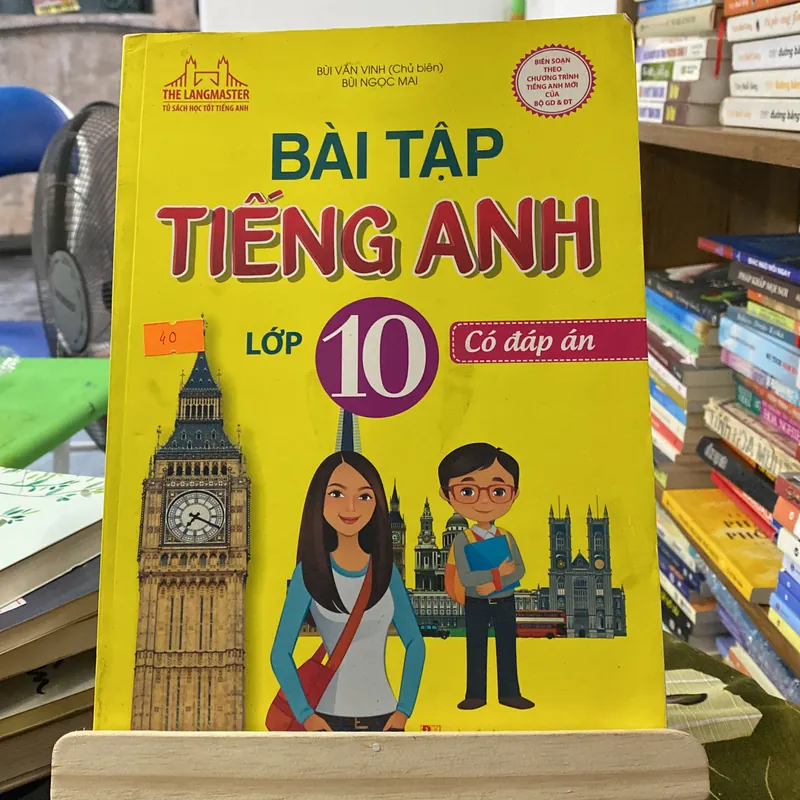 THE LANGMASTER
TỦ SÁCH HỌC TỐT TIẾNG ANH
BÙI VĂN VINH (Chủ biên)
BÙI NGỌC MAI
BIÊN SOẠN
THEO
CHƯƠNG TRÌNH
TIẾNG ANH MỚI
CỦA
BỘ GD & ĐT
BÀI TẬP
TIẾNG ANH
40
LỚP
10
Có đáp án